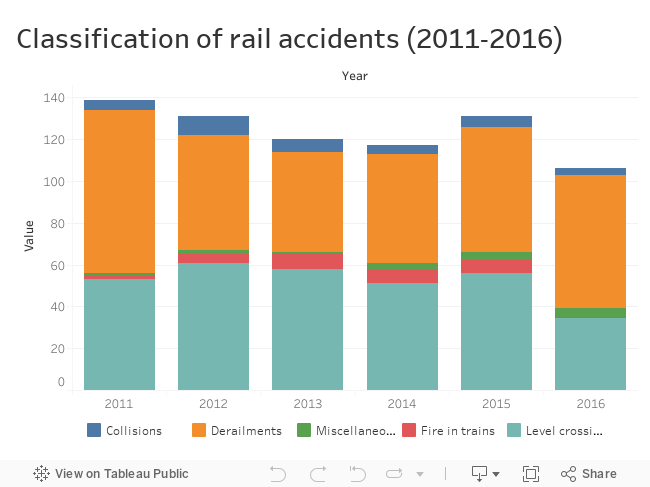 Classification of rail accidents (2011-2016)
Year
Value
140
120
100
80
60
40
20
0
2011 2012 2013 2014 2015 2016
Collisions Derailments Miscellaneo... Fire in trains Level crossi...
View on Tableau Public Share